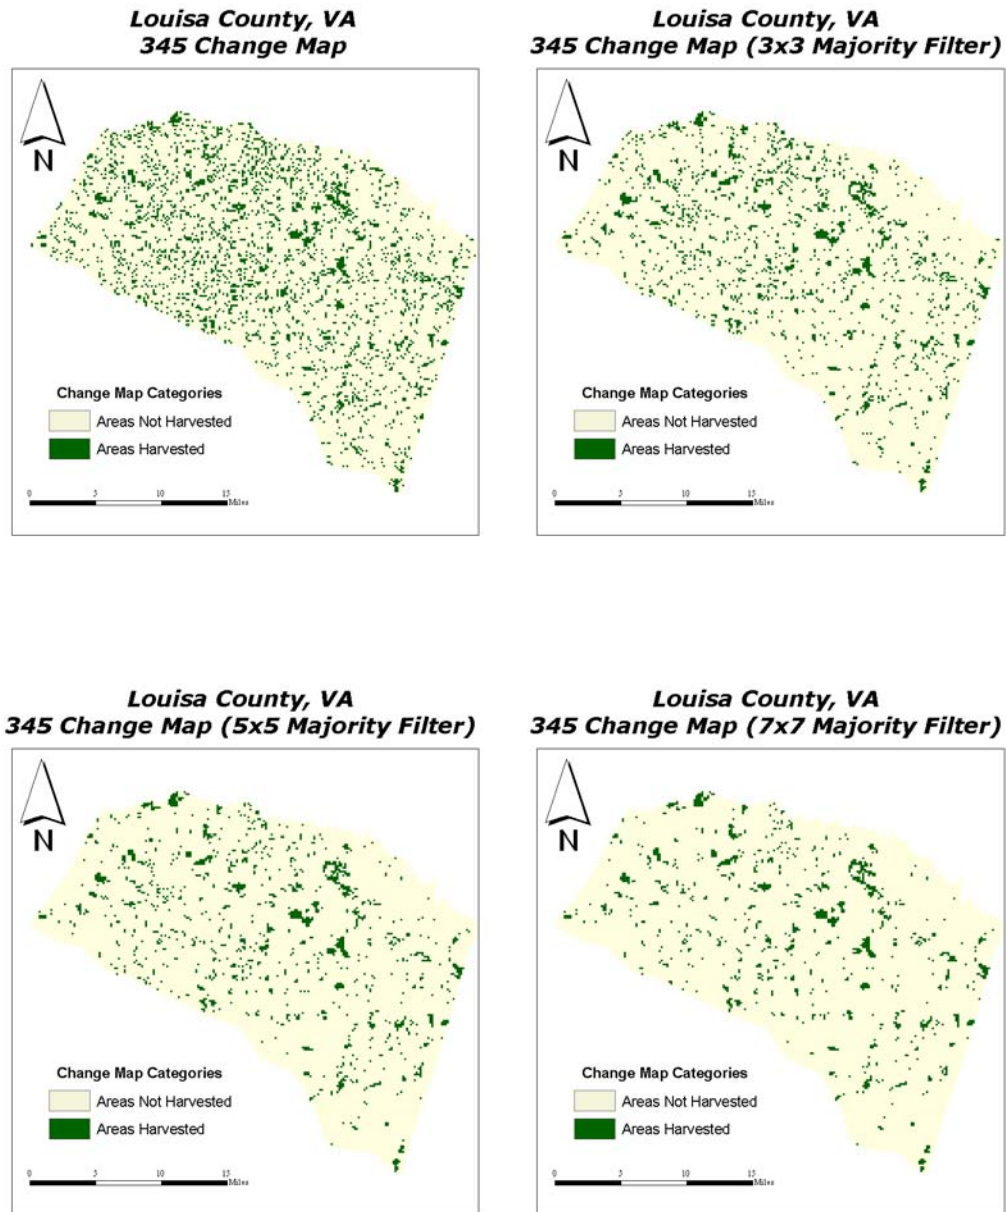 Louisa County, VA
345 Change Map
N
Change Map Categories
Areas Not Harvested
Areas Harvested
0 5 10 15
Miles
Louisa County, VA
345 Change Map (3x3 Majority Filter)
N
Change Map Categories
Areas Not Harvested
Areas Harvested
0 5 10 15
Miles
Louisa County, VA
345 Change Map (5x5 Majority Filter)
N
Change Map Categories
Areas Not Harvested
Areas Harvested
0 5 10 15
Miles
Louisa County, VA
345 Change Map (7x7 Majority Filter)
N
Change Map Categories
Areas Not Harvested
Areas Harvested
0 5 10 15
Miles